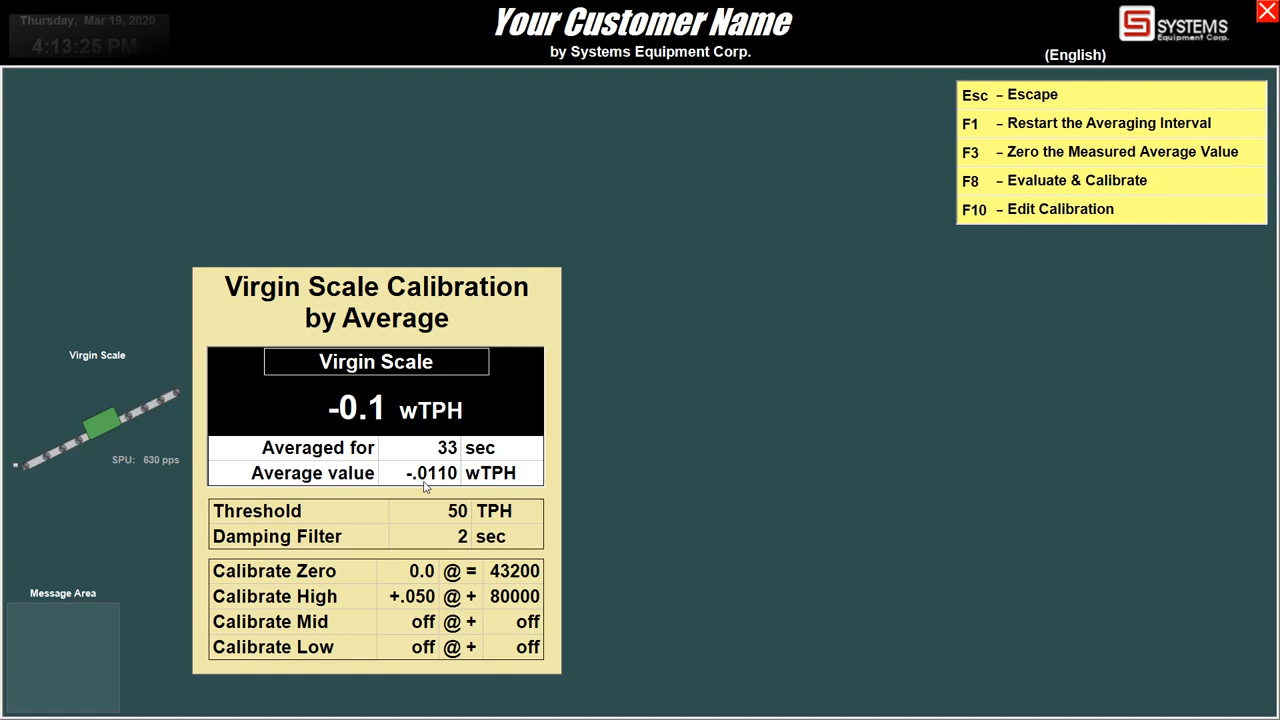 Thursday, Mar 19, 2020
4:13:25 PM
Your Customer Name
by Systems Equipment Corp.
(English)
S SYSTEMS
Equipment Corp.
Esc – Escape
F1 – Restart the Averaging Interval
F3 – Zero the Measured Average Value
F8 – Evaluate & Calibrate
F10 – Edit Calibration
Virgin Scale Calibration
by Average
Virgin Scale
-0.1 wTPH
Averaged for 33 sec
Average value -.0110 wTPH
Threshold 50 TPH
Damping Filter 2 sec
Calibrate Zero 0.0 @ = 43200
Calibrate High +.050 @ + 80000
Calibrate Mid off @ + off
Calibrate Low off @ + off
Virgin Scale
SPU: 630 pps
Message Area